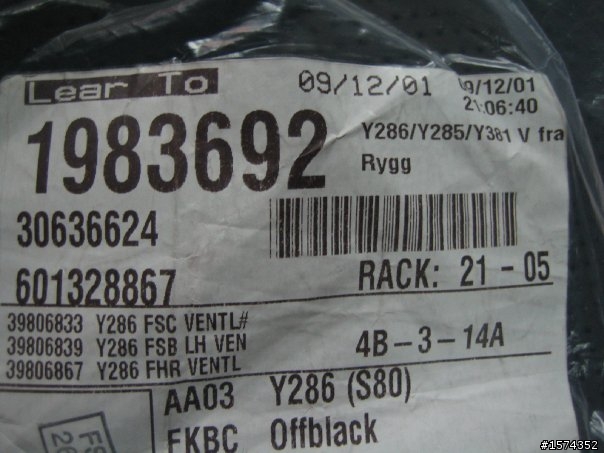 Lear To 09/12/01 9/12/01
21:06:40
1983692 Y286/Y285/Y381 V fra
Rygg
30636624
601328867 RACK: 21 - 05
39806833 Y286 FSC VENTL#
39806839 Y286 FSB LH VEN
39806867 Y286 FHR VENTL
4B - 3 - 14A
AA03 Y286 (S80)
FKBC Offblack
#1574352